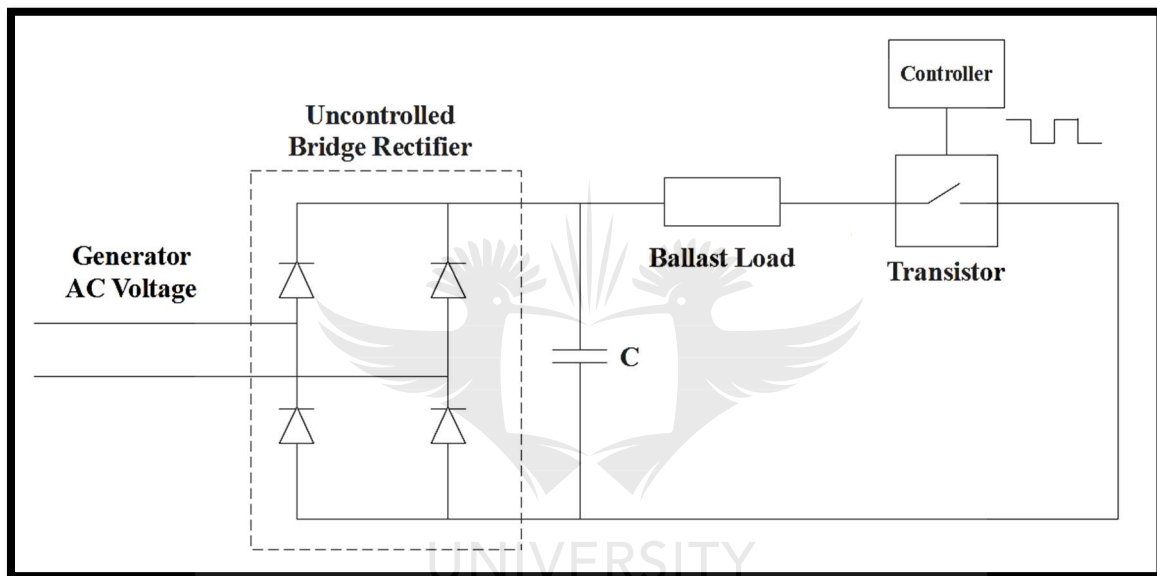 Controller
Uncontrolled
Bridge Rectifier
Generator
AC Voltage
Ballast Load
Transistor
C
UNIVERSITY